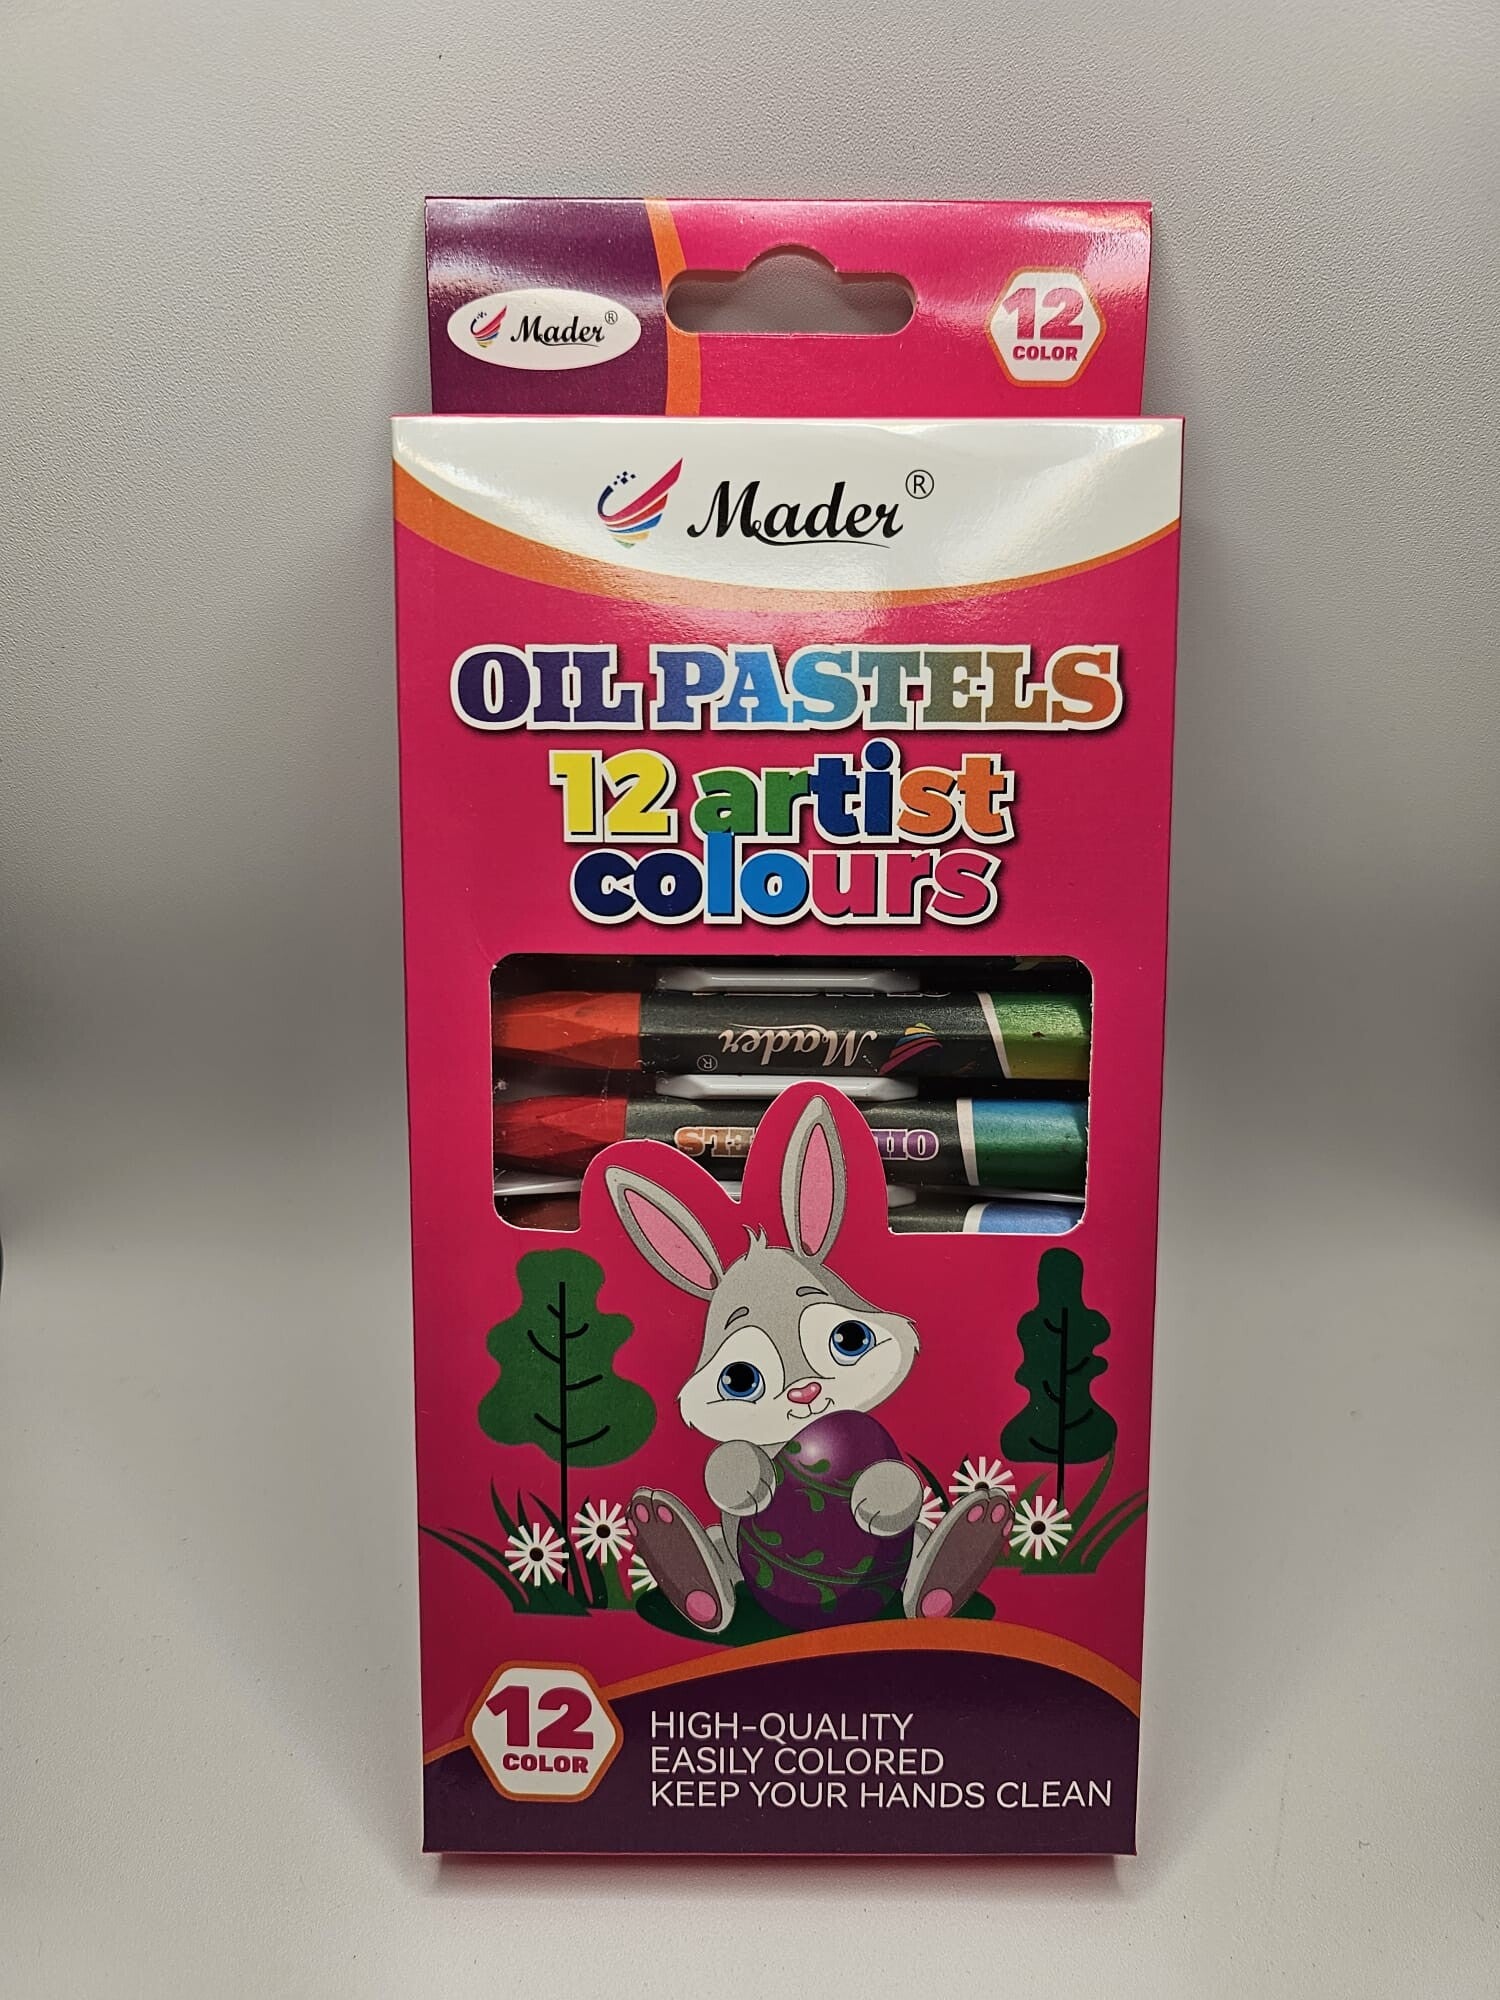 Mader®
12
COLOR
Mader®
OIL PASTELS
12 artist
colours
Mader®
12
COLOR
HIGH-QUALITY
EASILY COLORED
KEEP YOUR HANDS CLEAN